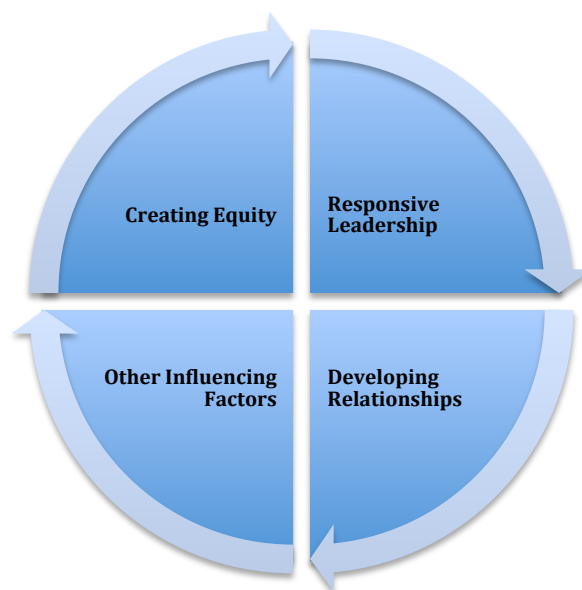 Creating Equity
Responsive
Leadership
Other Influencing
Factors
Developing
Relationships